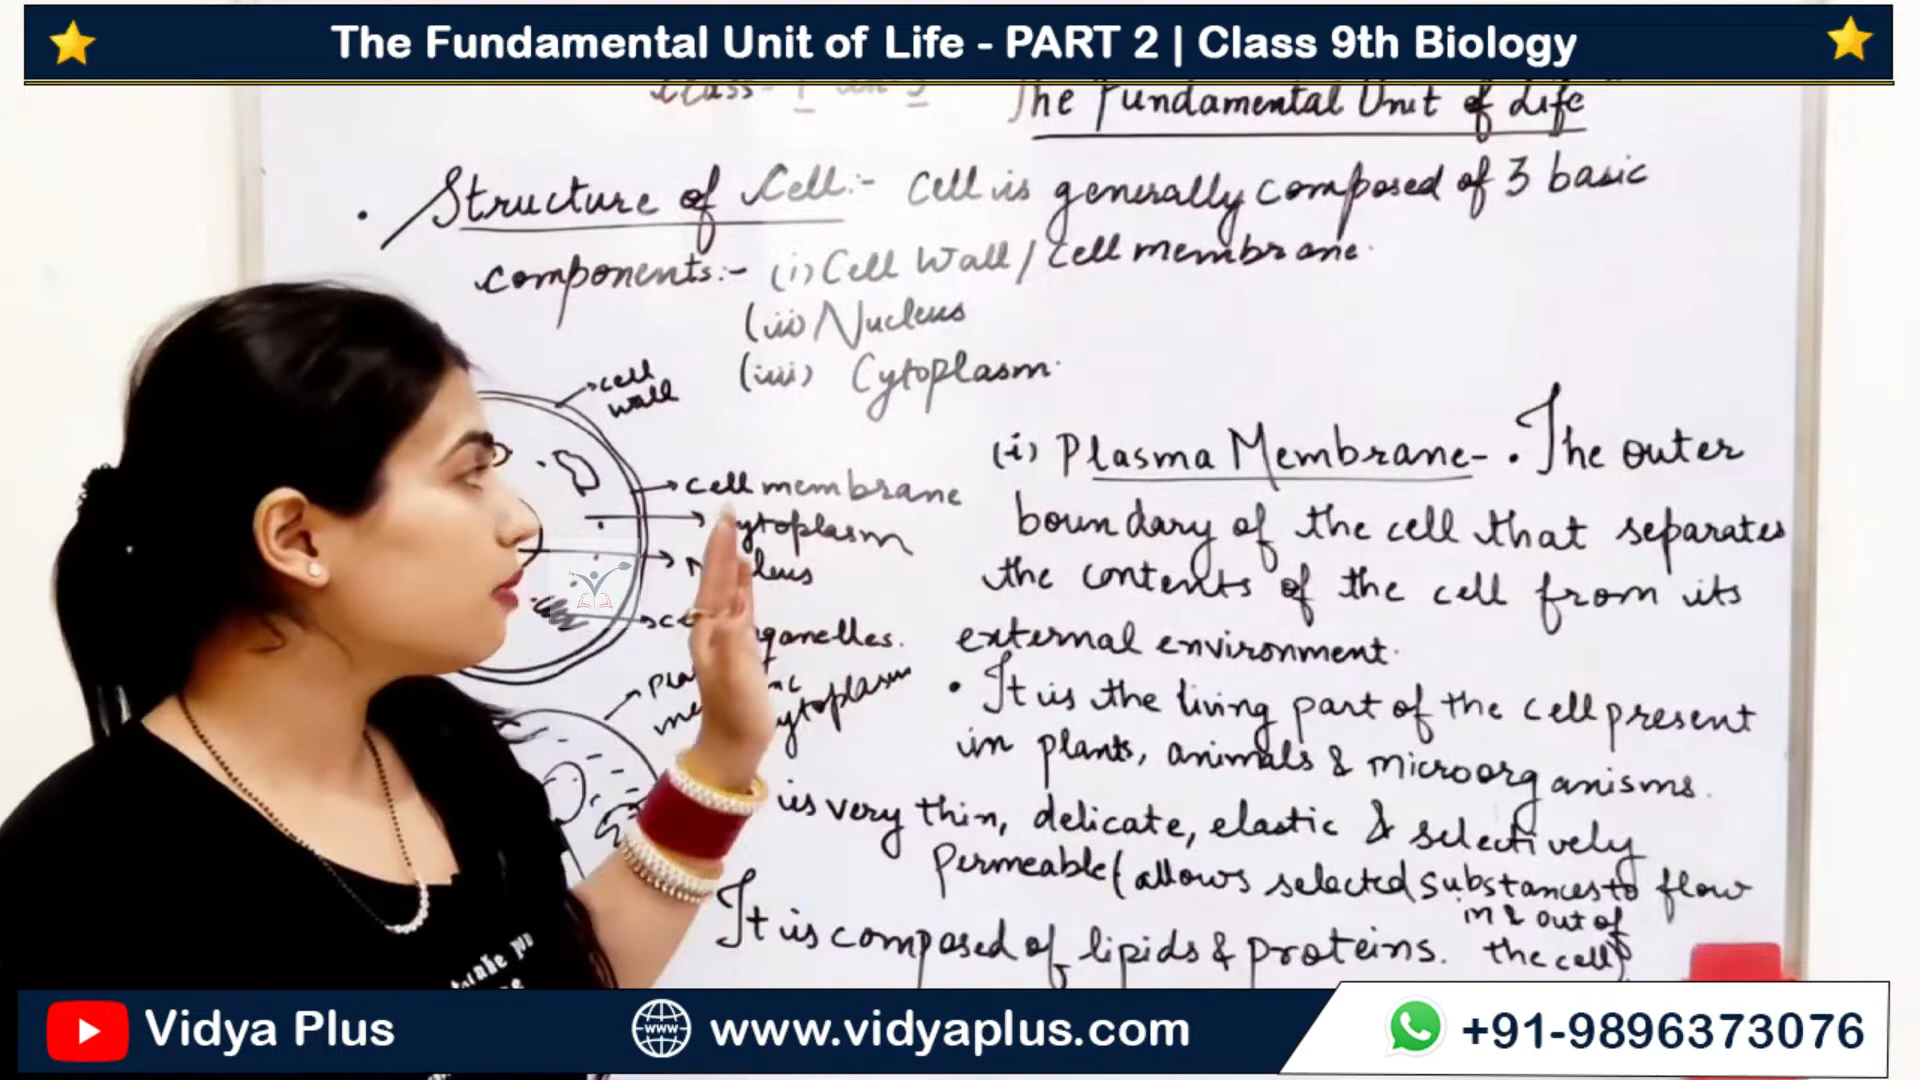 The Fundamental Unit of Life - PART 2 | Class 9th Biology
Class-
The Fundamental Unit of Life
• Structure of Cell:- Cell is generally composed of 3 basic
components:- (i) Cell Wall / Cell membrane.
(ii) Nucleus
(iii) Cytoplasm.
cell
wall
cell membrane
cytoplasm
organelles.
cytoplasm
(i) Plasma Membrane- • The outer
boundary of the cell that separates
the contents of the cell from its
external environment.
• It is the living part of the cell present
in plants, animals & microorganisms.
is very thin, delicate, elastic & selectively
Permeable (allows selected substances to flow
in & out of
the cell)
It is composed of lipids & proteins.
Vidya Plus
www
www.vidyaplus.com
+91-9896373076